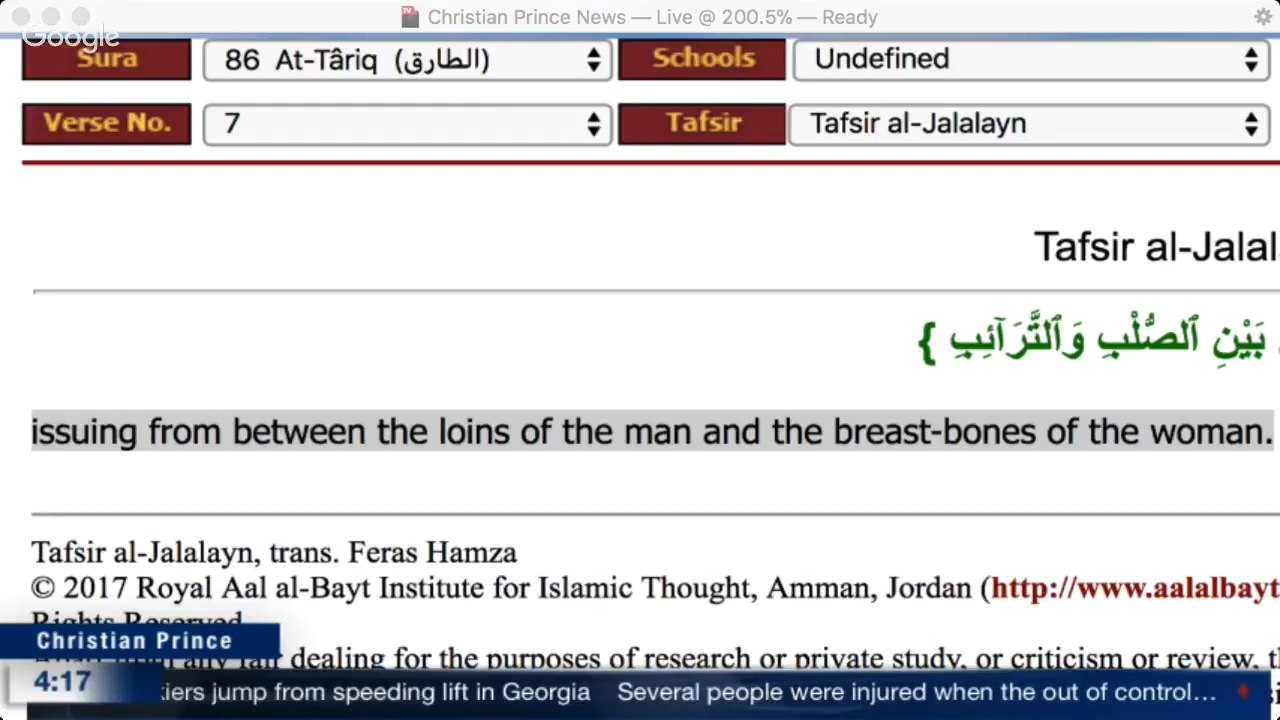 Christian Prince News — Live @ 200.5% — Ready
Google
Sura 86 At-Târiq (الطارق) Schools Undefined
Verse No. 7 Tafsir Tafsir al-Jalalayn
Tafsir al-Jalal
بَيْنِ ٱلصُّلْبِ وَٱلتَّرَآئِبِ }
issuing from between the loins of the man and the breast-bones of the woman.
Tafsir al-Jalalayn, trans. Feras Hamza
© 2017 Royal Aal al-Bayt Institute for Islamic Thought, Amman, Jordan (http://www.aalalbayt
Rights Reserved
Christian Prince
any fair dealing for the purposes of research or private study, or criticism or review,
4:17
kiers jump from speeding lift in Georgia Several people were injured when the out of control...